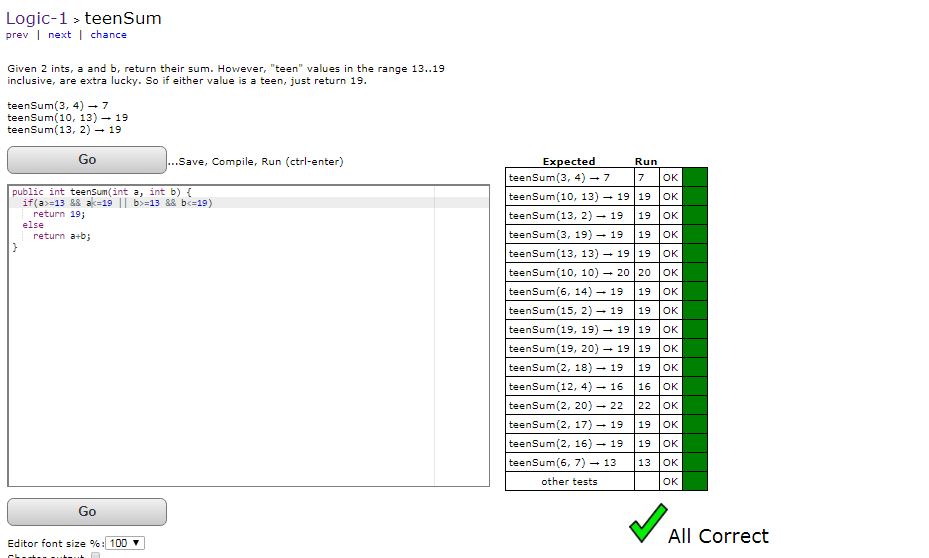 Logic-1 > teenSum
prev | next | chance
Given 2 ints, a and b, return their sum. However, "teen" values in the range 13..19
inclusive, are extra lucky. So if either value is a teen, just return 19.
teenSum(3, 4) → 7
teenSum(10, 13) → 19
teenSum(13, 2) → 19
Go
...Save, Compile, Run (ctrl-enter)
public int teenSum(int a, int b) {
if(a>=13 && a<=19 || b>=13 && b<=19)
return 19;
else
return a+b;
}
Go
Editor font size %: 100 ▼
Shorter output
Expected Run
teenSum(3, 4) → 7 7 OK
teenSum(10, 13) → 19 19 OK
teenSum(13, 2) → 19 19 OK
teenSum(3, 19) → 19 19 OK
teenSum(13, 13) → 19 19 OK
teenSum(10, 10) → 20 20 OK
teenSum(6, 14) → 19 19 OK
teenSum(15, 2) → 19 19 OK
teenSum(19, 19) → 19 19 OK
teenSum(19, 20) → 19 19 OK
teenSum(2, 18) → 19 19 OK
teenSum(12, 4) → 16 16 OK
teenSum(2, 20) → 22 22 OK
teenSum(2, 17) → 19 19 OK
teenSum(2, 16) → 19 19 OK
teenSum(6, 7) → 13 13 OK
other tests OK
All Correct